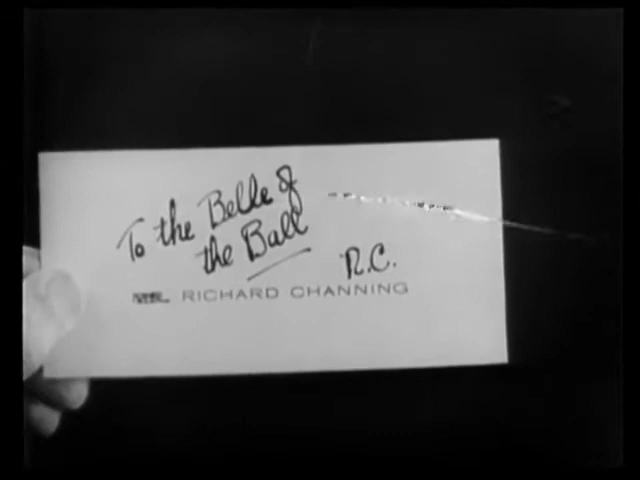 To the Belle of
the Ball
R.C.
RICHARD CHANNING